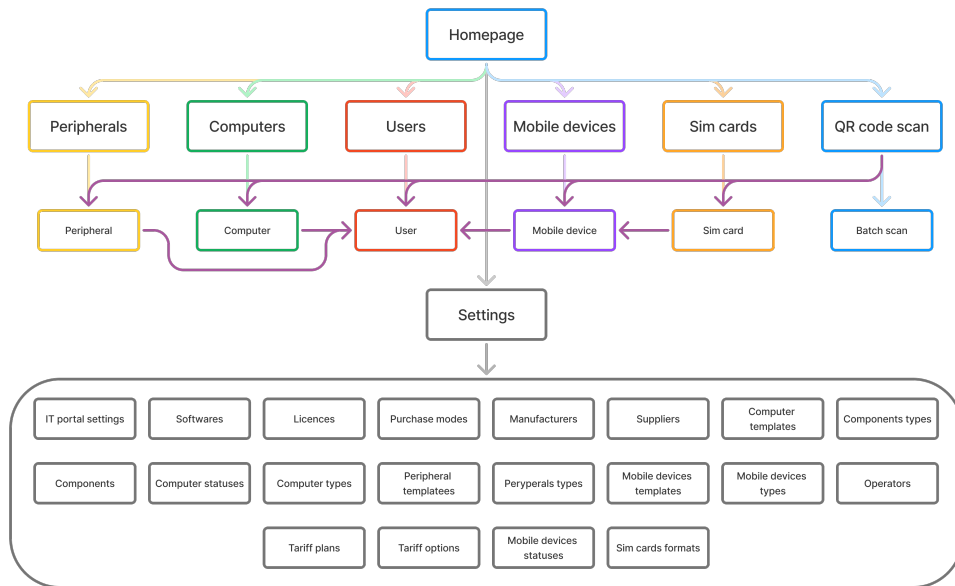 Homepage
Peripherals
Computers
Users
Mobile devices
Sim cards
QR code scan
Peripheral
Computer
User
Mobile device
Sim card
Batch scan
Settings
IT portal settings
Softwares
Licences
Purchase modes
Manufacturers
Suppliers
Computer
templates
Components types
Components
Computer statuses
Computer types
Peripheral
templatees
Peryperals types
Mobile devices
templates
Mobile devices
types
Operators
Tariff plans
Tariff options
Mobile devices
statuses
Sim cards formats